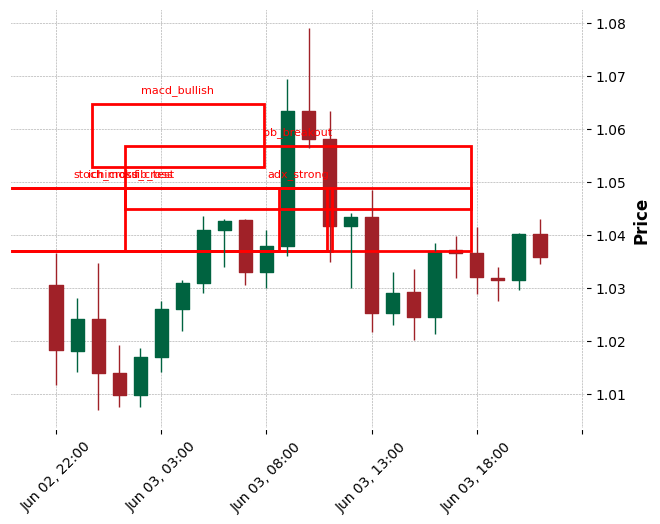 1.08
1.07
macd_bullish
1.06
1.05
adx_strong
1.04
Price
1.03
1.02
1.01
Jun 02, 22:00
Jun 03, 03:00
Jun 03, 08:00
Jun 03, 13:00
Jun 03, 18:00